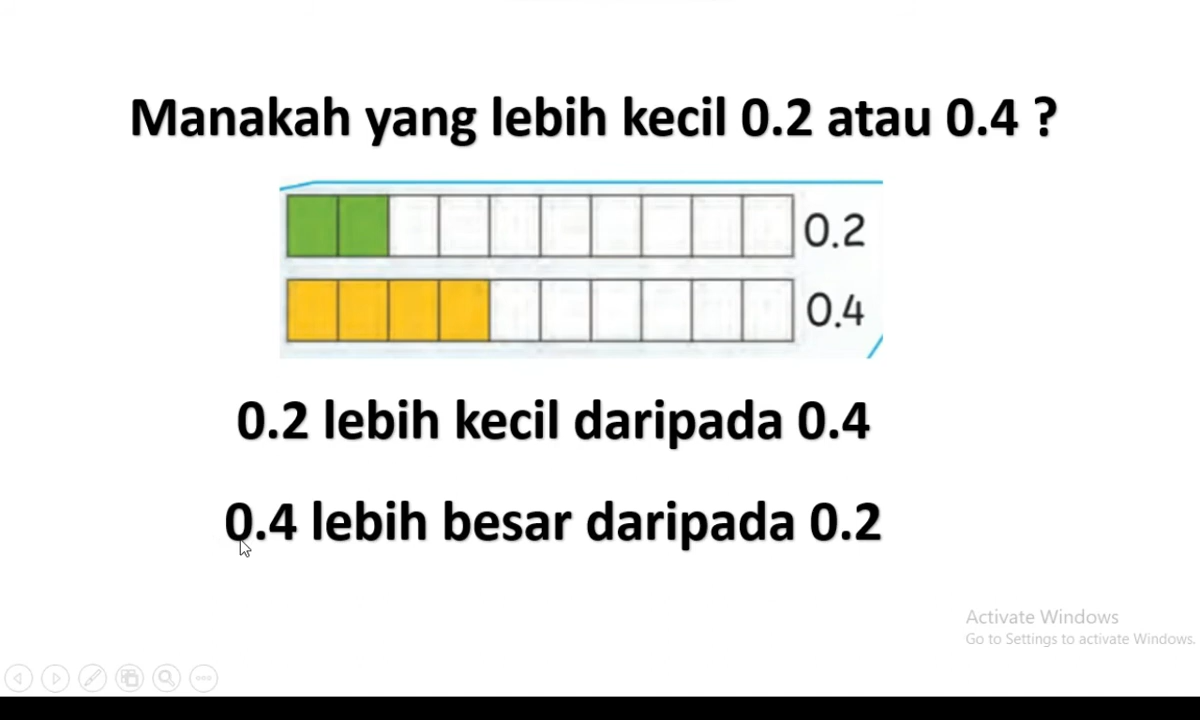 Manakah yang lebih kecil 0.2 atau 0.4 ?
0.2
0.4
0.2 lebih kecil daripada 0.4
0.4 lebih besar daripada 0.2
Activate Windows
Go to Settings to activate Windows.